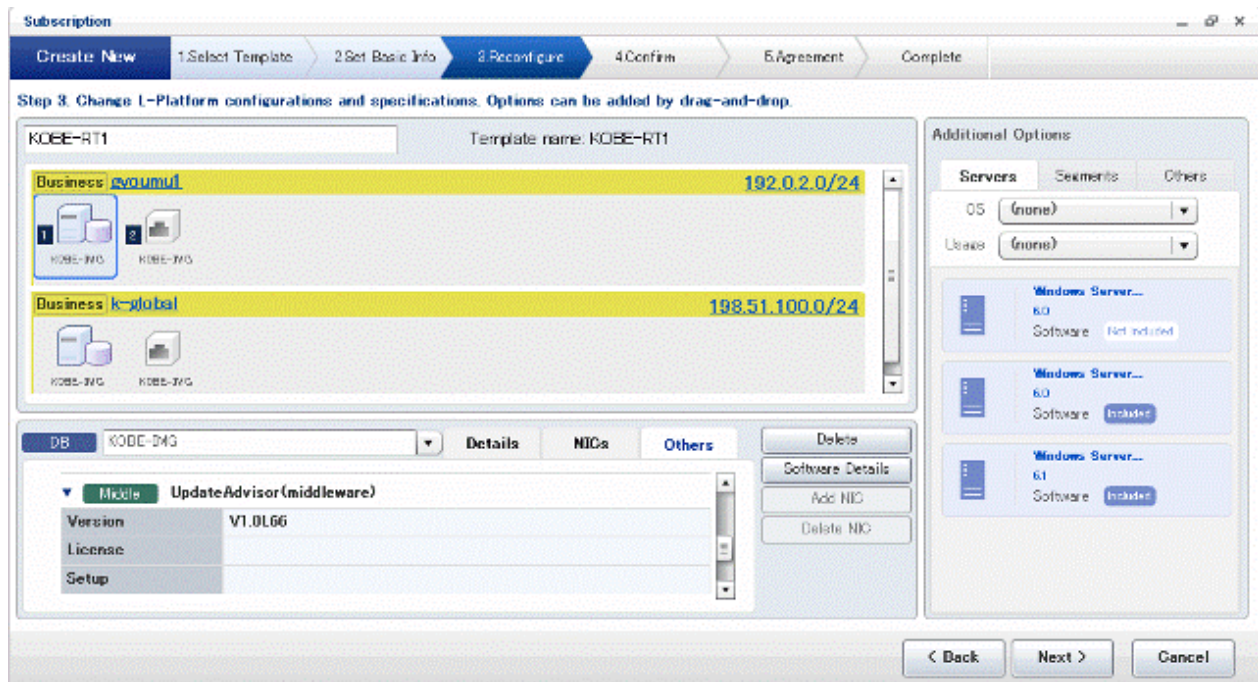 Subscription
Create New
1.Select Template
2.Set Basic Info
3.Reconfigure
4.Confirm
5.Agreement
Complete
Step 3. Change L-Platform configurations and specifications. Options can be added by drag-and-drop.
KOBE-RT1
Template name: KOBE-RT1
Business gyoumu1 192.0.2.0/24
1
2
KOBE-IMG
KOBE-IMG
Business k-global 198.51.100.0/24
KOBE-IMG
KOBE-IMG
DB
KOBE-IMG
Details
NICs
Others
Middle UpdateAdvisor(middleware)
Version V1.0L66
License
Setup
Delete
Software Details
Add NIC
Delete NIC
Additional Options
Servers
Segments
Others
OS (none)
Usage (none)
Windows Server...
6.0
Software Not included
Windows Server...
6.0
Software Included
Windows Server...
6.1
Software Included
< Back
Next >
Cancel